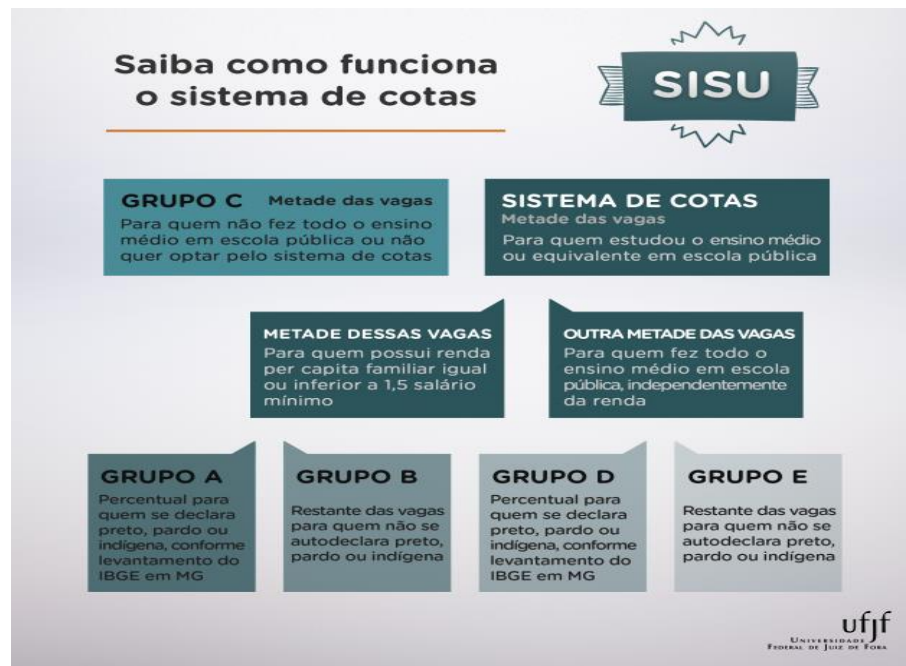 Saiba como funciona
o sistema de cotas
SISU
GRUPO C Metade das vagas
Para quem não fez todo o ensino
médio em escola pública ou não
quer optar pelo sistema de cotas
SISTEMA DE COTAS
Metade das vagas
Para quem estudou o ensino médio
ou equivalente em escola pública
METADE DESSAS VAGAS
Para quem possui renda
per capita familiar igual
ou inferior a 1,5 salário
mínimo
OUTRA METADE DAS VAGAS
Para quem fez todo o
ensino médio em escola
pública, independentemente
da renda
GRUPO A
Percentual para
quem se declara
preto, pardo ou
indígena, conforme
levantamento do
IBGE em MG
GRUPO B
Restante das vagas
para quem não se
autodeclara preto,
pardo ou indígena
GRUPO D
Percentual para
quem se declara
preto, pardo ou
indígena, conforme
levantamento do
IBGE em MG
GRUPO E
Restante das vagas
para quem não se
autodeclara preto,
pardo ou indígena
ufjf
Universidade
Federal de Juiz de Fora